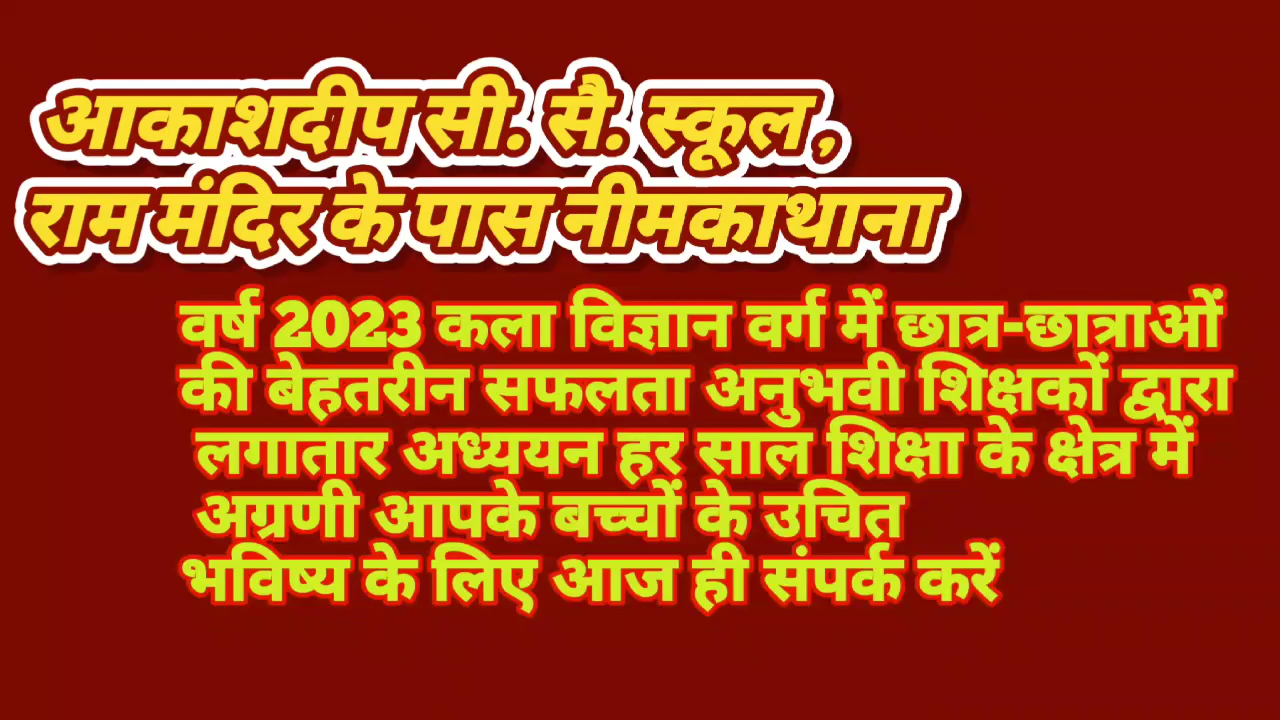 आकाशदीप सी. सै. स्कूल ,
राम मंदिर के पास नीमकाथाना
वर्ष 2023 कला विज्ञान वर्ग में छात्र-छात्राओं
की बेहतरीन सफलता अनुभवी शिक्षकों द्वारा
लगातार अध्ययन हर साल शिक्षा के क्षेत्र में
अग्रणी आपके बच्चों के उचित
भविष्य के लिए आज ही संपर्क करें